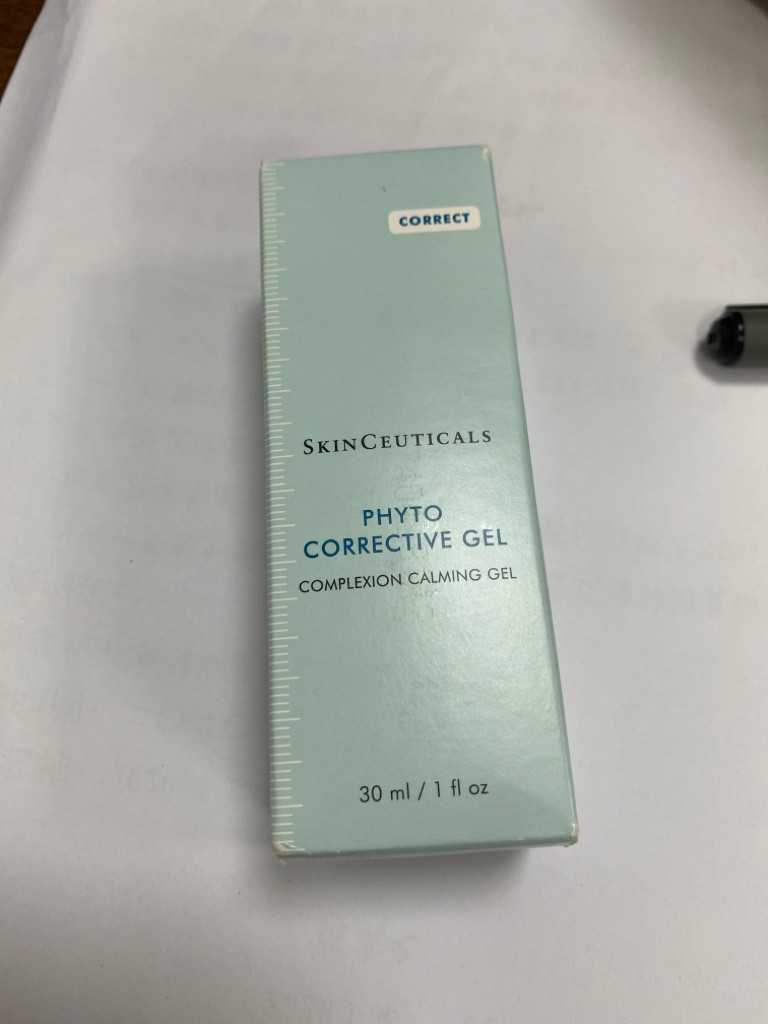 CORRECT
SKINCEUTICALS
PHYTO
CORRECTIVE GEL
COMPLEXION CALMING GEL
30 ml / 1 fl oz